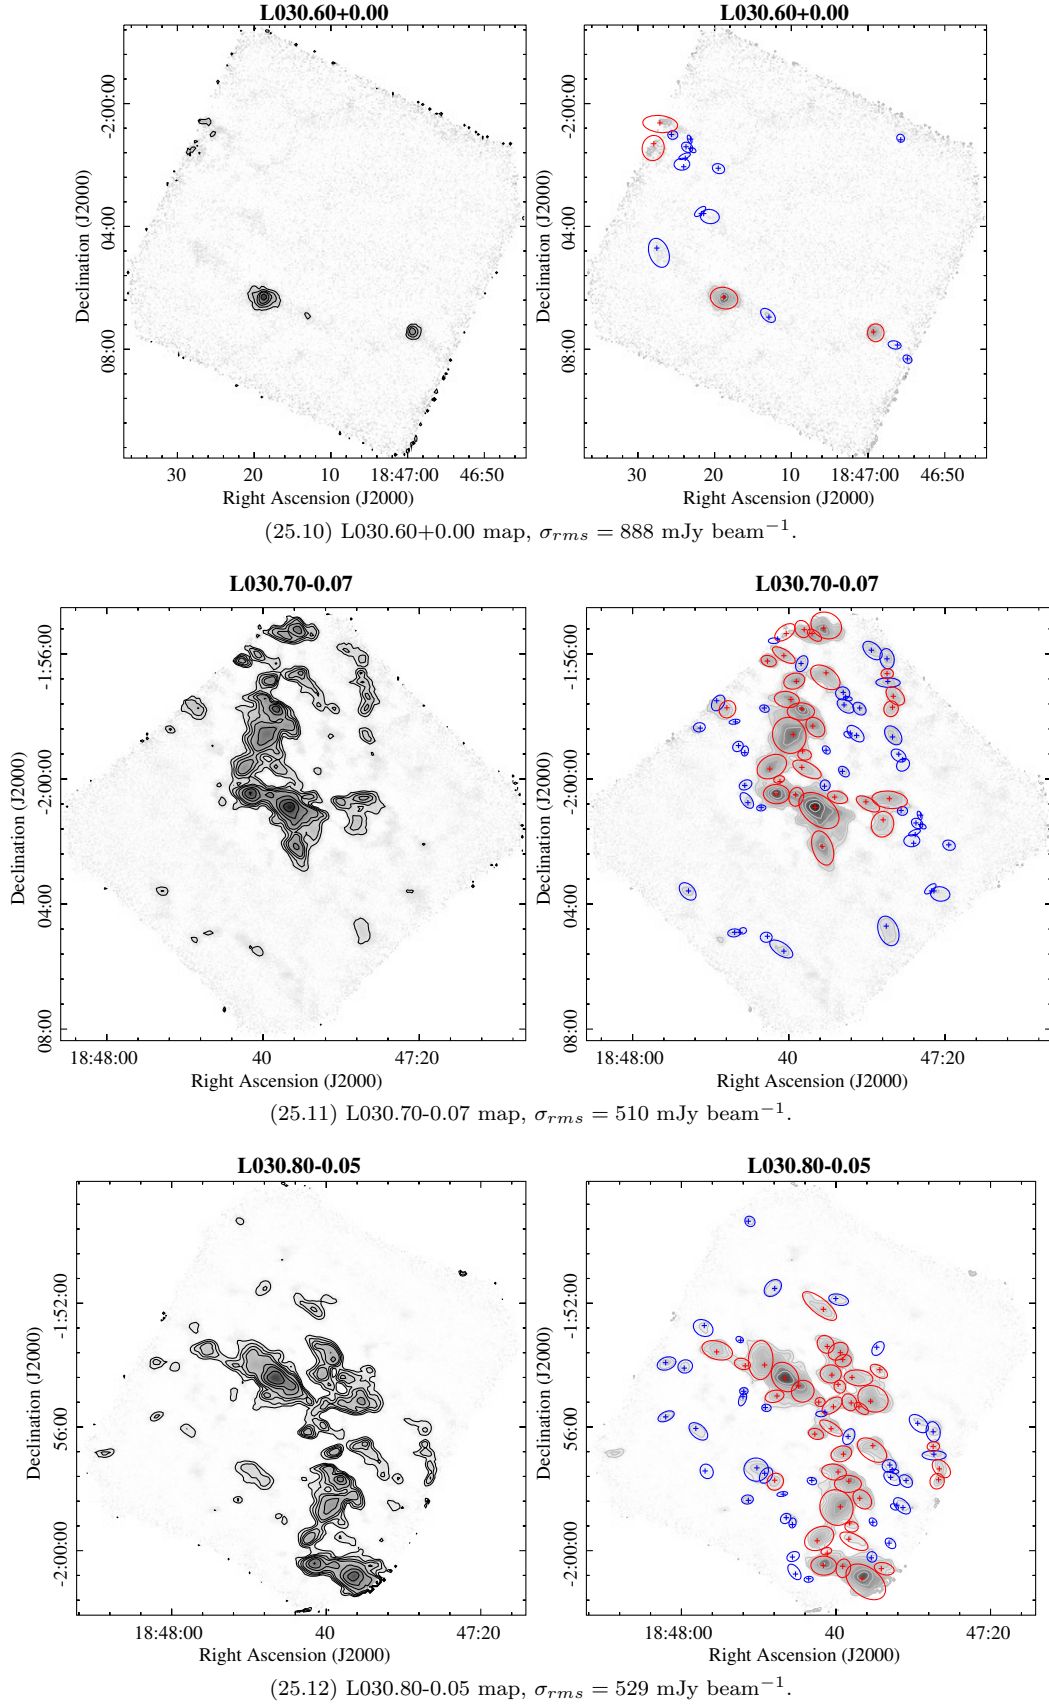 L030.60+0.00
L030.60+0.00
Declination (J2000)
-2:00:00
04:00
08:00
30
20
10
18:47:00
46:50
Right Ascension (J2000)
Declination (J2000)
-2:00:00
04:00
08:00
30
20
10
18:47:00
46:50
Right Ascension (J2000)
(25.10) L030.60+0.00 map, σrms = 888 mJy beam⁻¹.
L030.70-0.07
L030.70-0.07
Declination (J2000)
-1:56:00
-2:00:00
04:00
08:00
18:48:00
40
47:20
Right Ascension (J2000)
Declination (J2000)
-1:56:00
-2:00:00
04:00
08:00
18:48:00
40
47:20
Right Ascension (J2000)
(25.11) L030.70-0.07 map, σrms = 510 mJy beam⁻¹.
L030.80-0.05
L030.80-0.05
Declination (J2000)
-1:52:00
56:00
-2:00:00
18:48:00
40
47:20
Right Ascension (J2000)
Declination (J2000)
-1:52:00
56:00
-2:00:00
18:48:00
40
47:20
Right Ascension (J2000)
(25.12) L030.80-0.05 map, σrms = 529 mJy beam⁻¹.